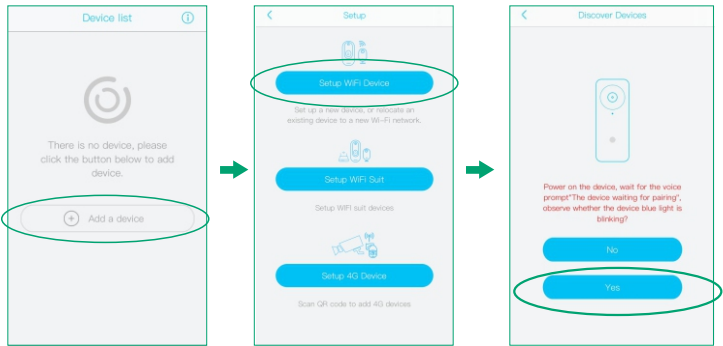 Device list
There is no device, please
click the button below to add
device.
Add a device
Setup
Setup WiFi Device
Set up a new device, or relocate an
existing device to a new Wi-Fi network.
Setup WiFi Suit
Setup WIFI suit devices
Setup 4G Device
Scan QR code to add 4G devices
Discover Devices
Power on the device, wait for the voice
prompt"The device waiting for pairing",
observe whether the device blue light is
blinking?
No
Yes